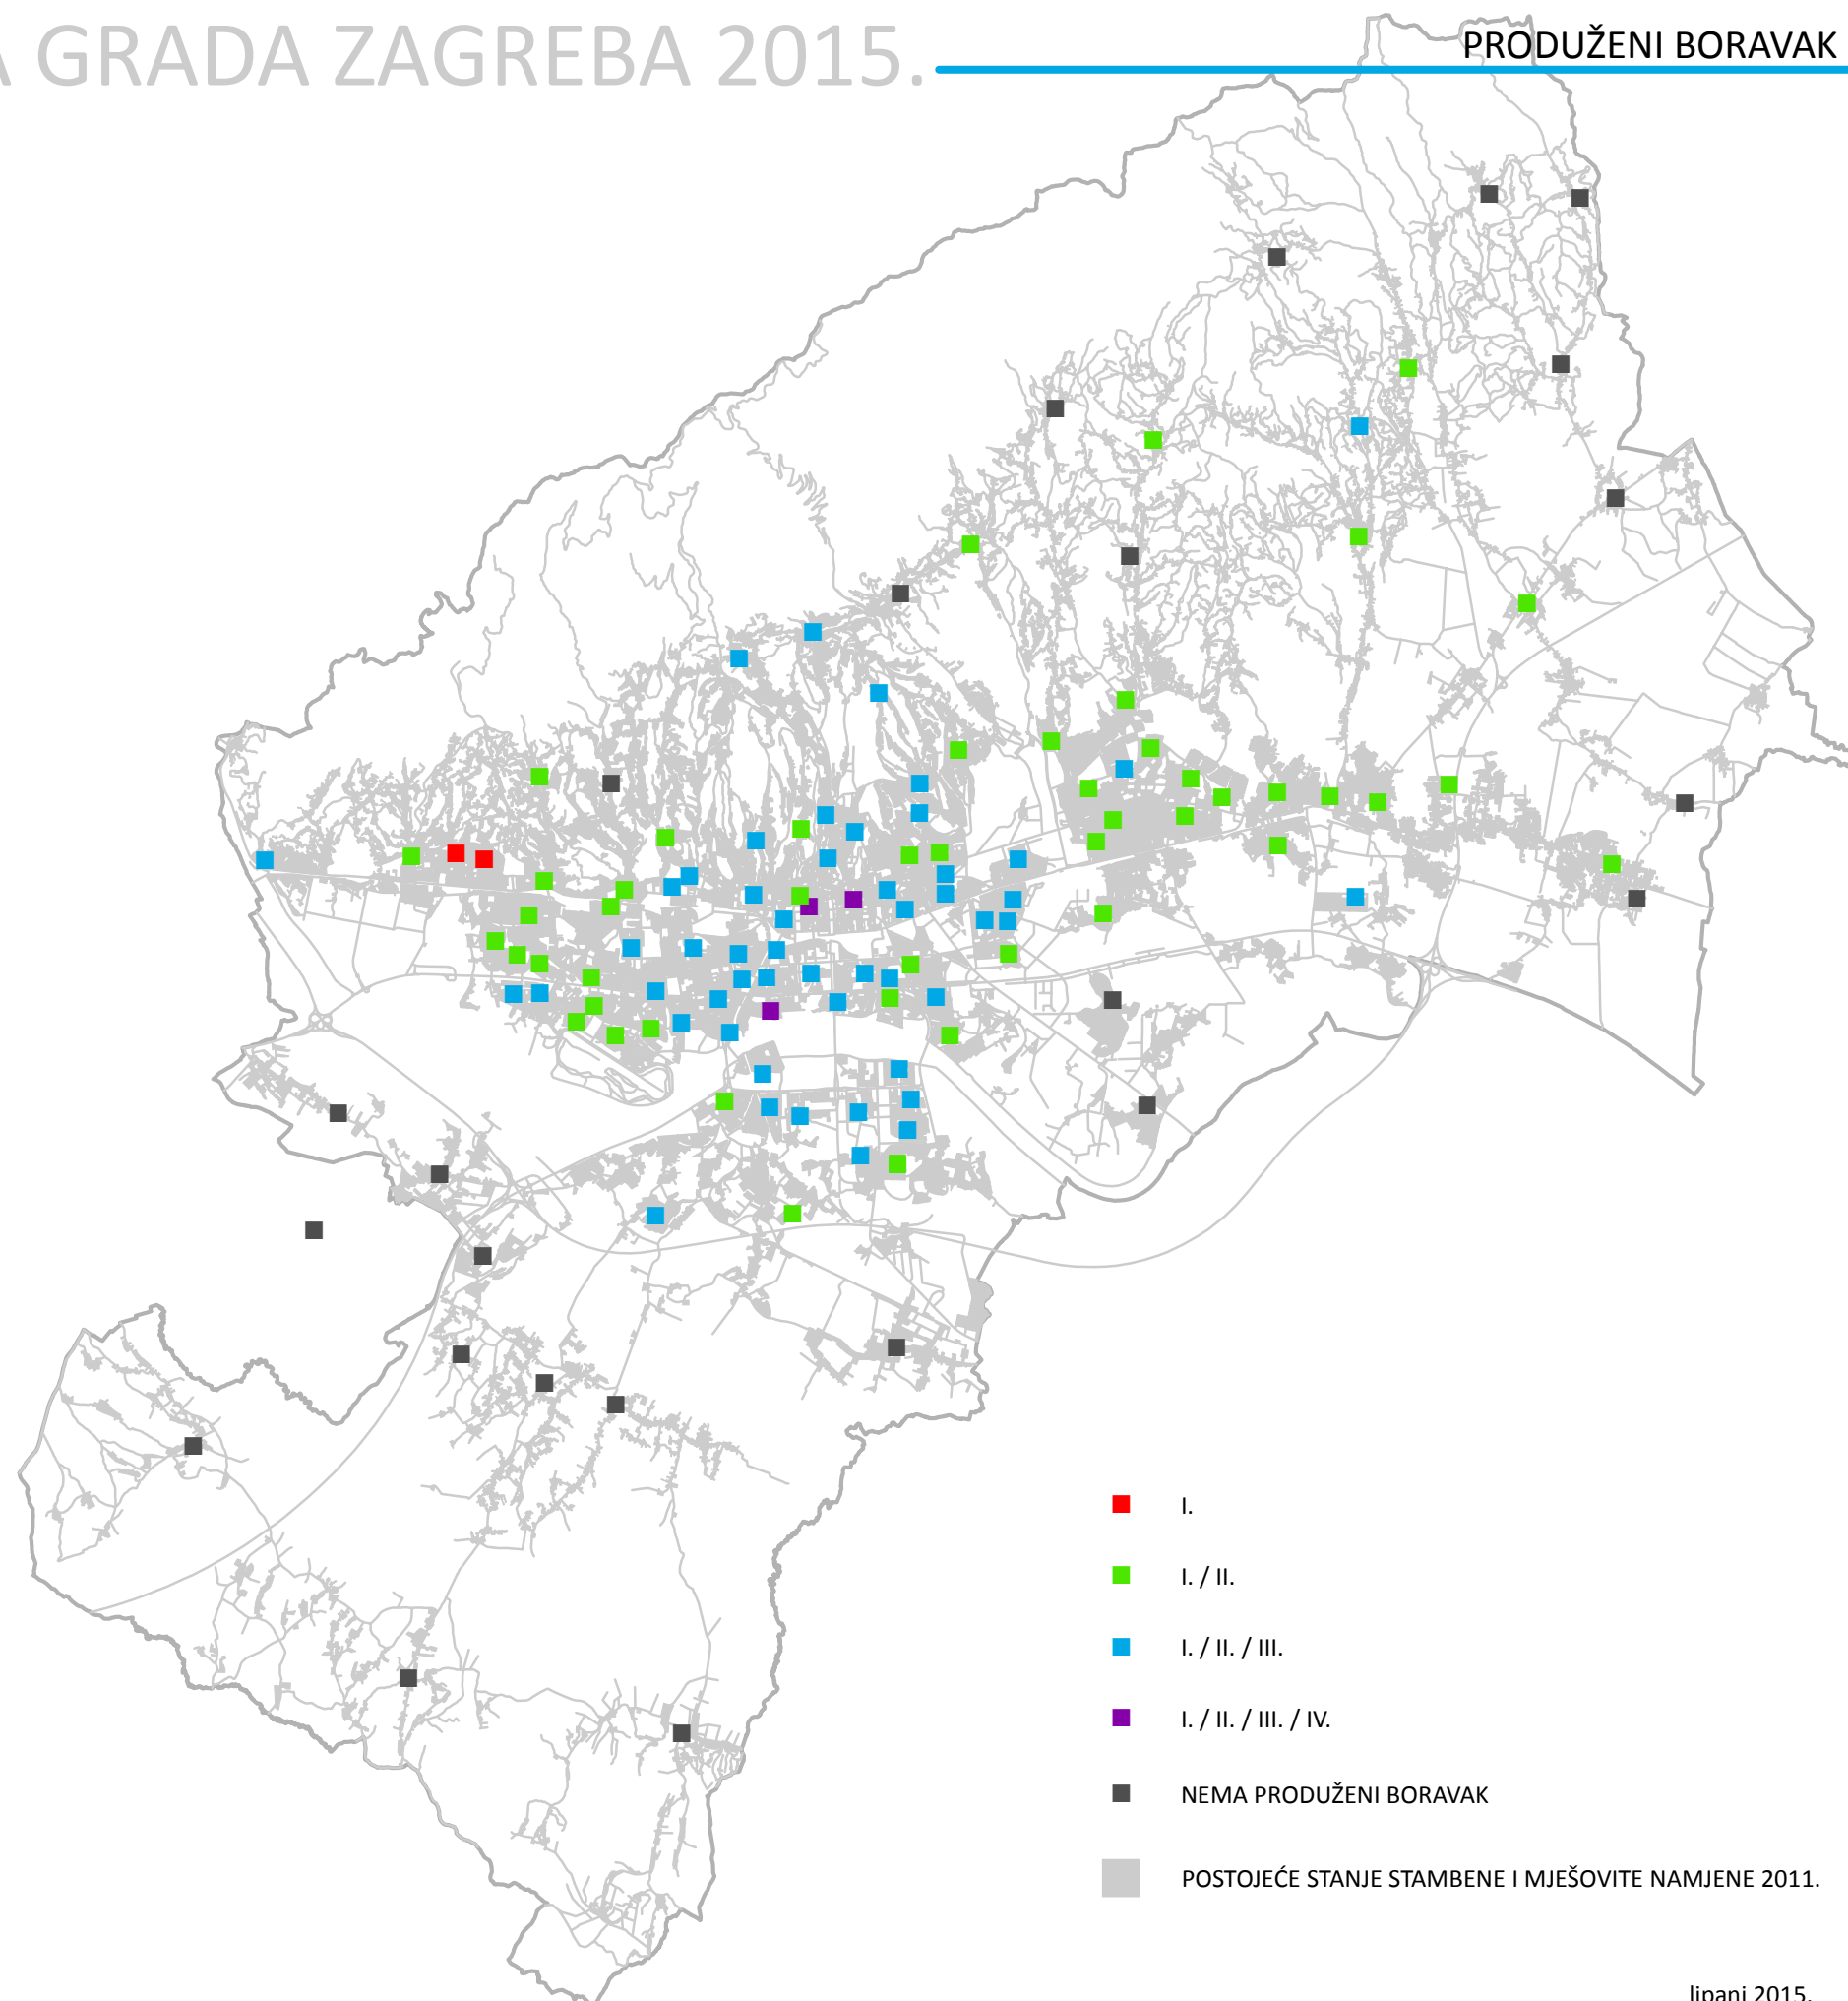 A GRADA ZAGREBA 2015.
PRODUŽENI BORAVAK
I.
I. / II.
I. / II. / III.
I. / II. / III. / IV.
NEMA PRODUŽENI BORAVAK
POSTOJEĆE STANJE STAMBENE I MJEŠOVITE NAMJENE 2011.
lipanj 2015.